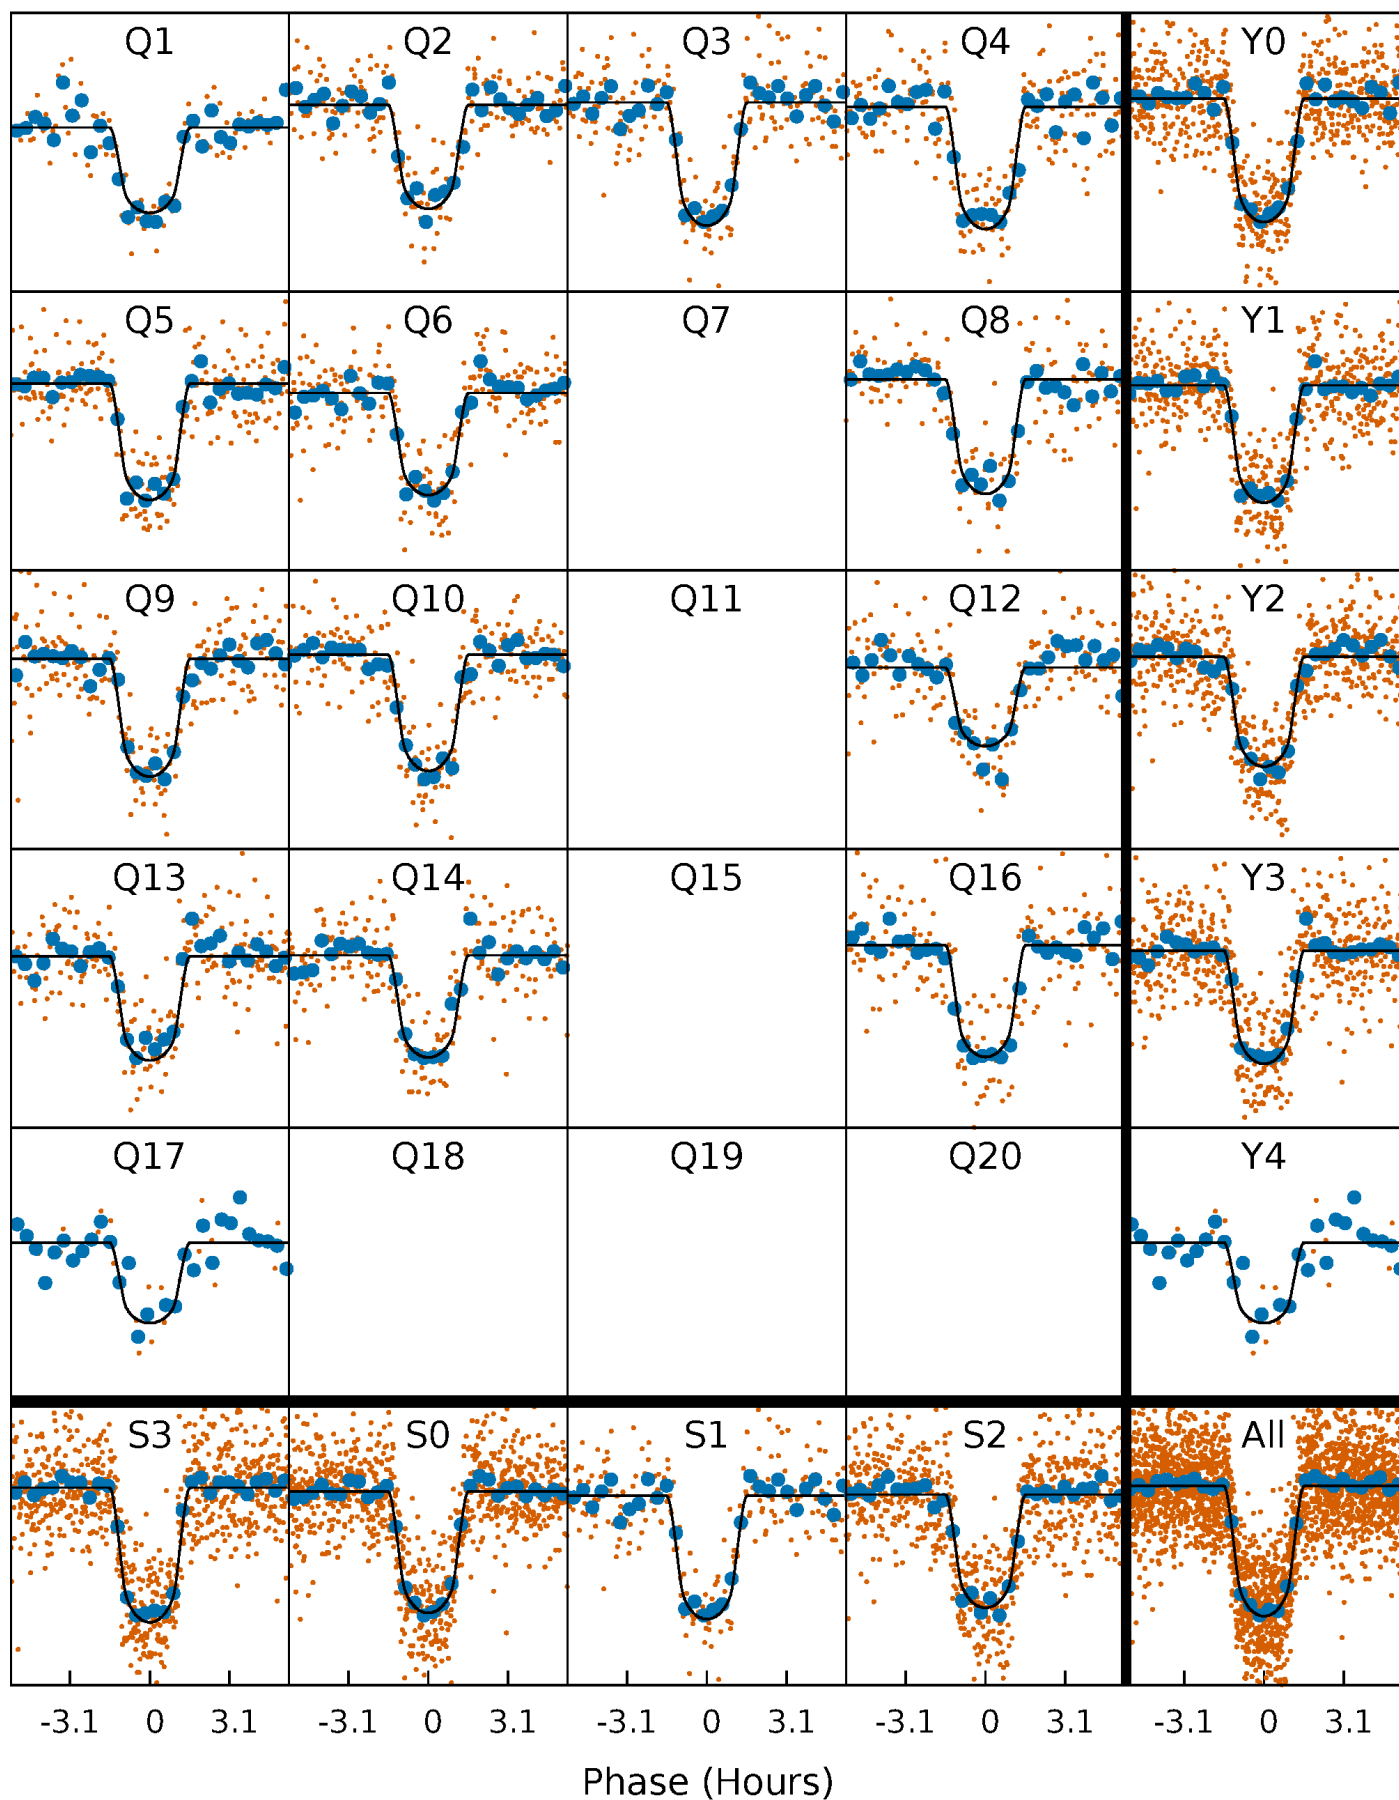 Q1 Q2 Q3 Q4 Y0
Q5 Q6 Q7 Q8 Y1
Q9 Q10 Q11 Q12 Y2
Q13 Q14 Q15 Q16 Y3
Q17 Q18 Q19 Q20 Y4
S3 S0 S1 S2 All
-3.1 0 3.1 -3.1 0 3.1 -3.1 0 3.1 -3.1 0 3.1 -3.1 0 3.1
Phase (Hours)